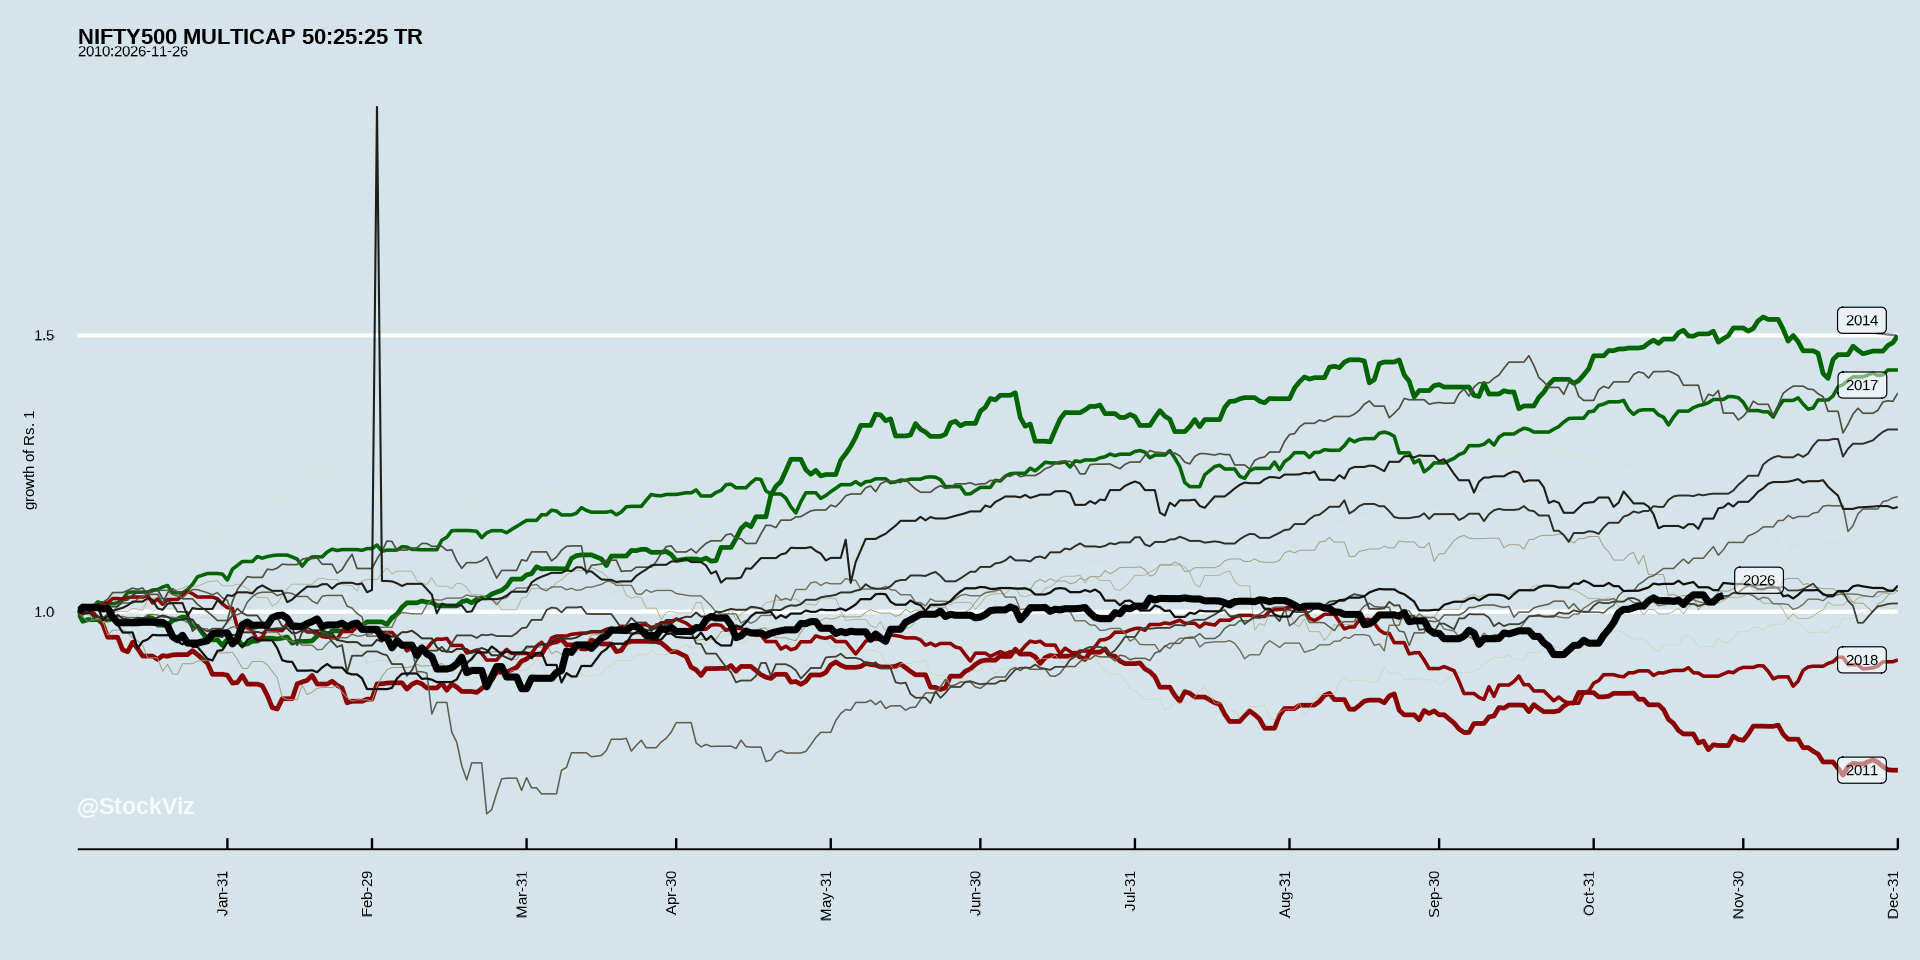 NIFTY500 MULTICAP 50:25:25 TR
2010:2026-11-26
growth of Rs. 1
1.5
1.0
2014
2017
2026
2018
2011
@StockViz
Jan-31
Feb-29
Mar-31
Apr-30
May-31
Jun-30
Jul-31
Aug-31
Sep-30
Oct-31
Nov-30
Dec-31